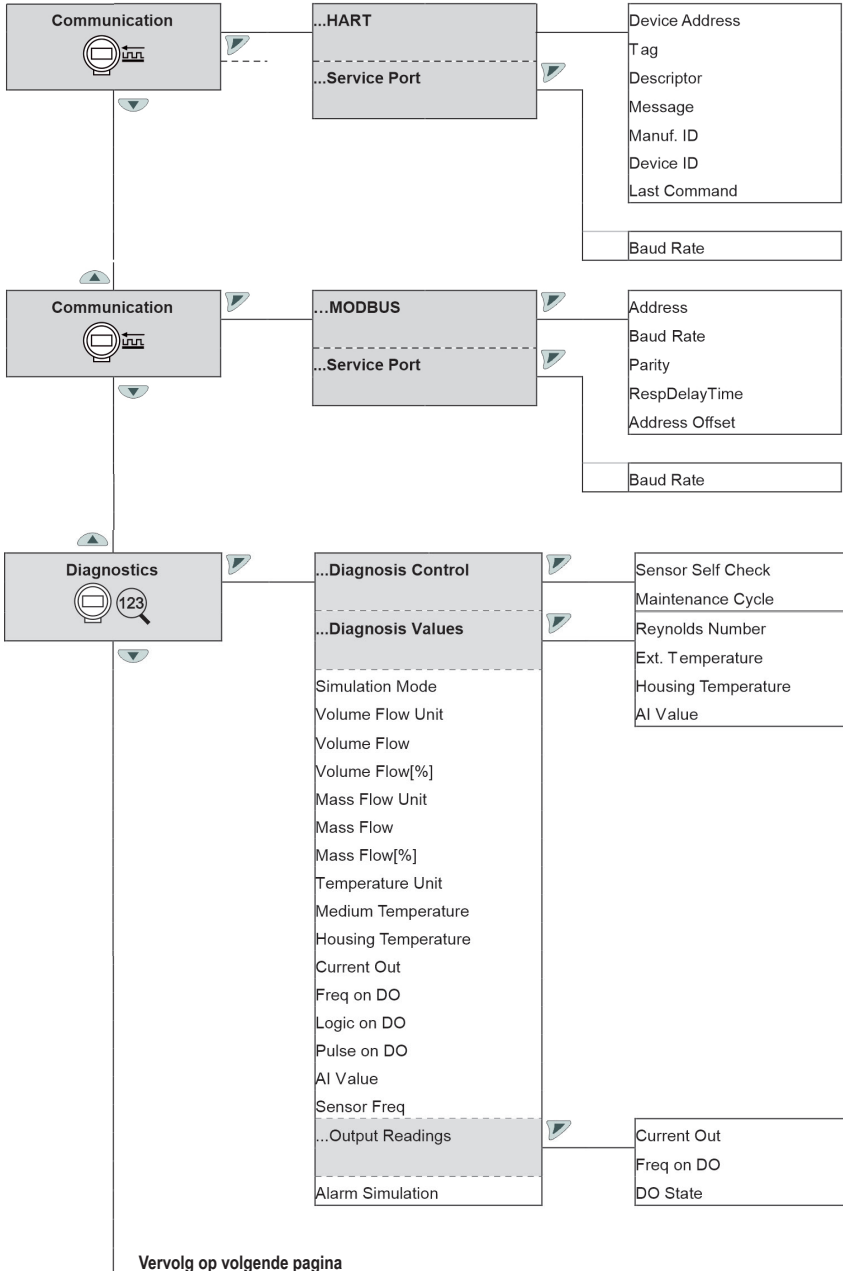 Communication
...HART
...Service Port
Device Address
Tag
Descriptor
Message
Manuf. ID
Device ID
Last Command
Baud Rate
Communication
...MODBUS
...Service Port
Address
Baud Rate
Parity
RespDelayTime
Address Offset
Baud Rate
Diagnostics
123
...Diagnosis Control
Sensor Self Check
Maintenance Cycle
...Diagnosis Values
Reynolds Number
Ext. Temperature
Housing Temperature
AI Value
Simulation Mode
Volume Flow Unit
Volume Flow
Volume Flow[%]
Mass Flow Unit
Mass Flow
Mass Flow[%]
Temperature Unit
Medium Temperature
Housing Temperature
Current Out
Freq on DO
Logic on DO
Pulse on DO
AI Value
Sensor Freq
...Output Readings
Current Out
Freq on DO
DO State
Alarm Simulation
Vervolg op volgende pagina